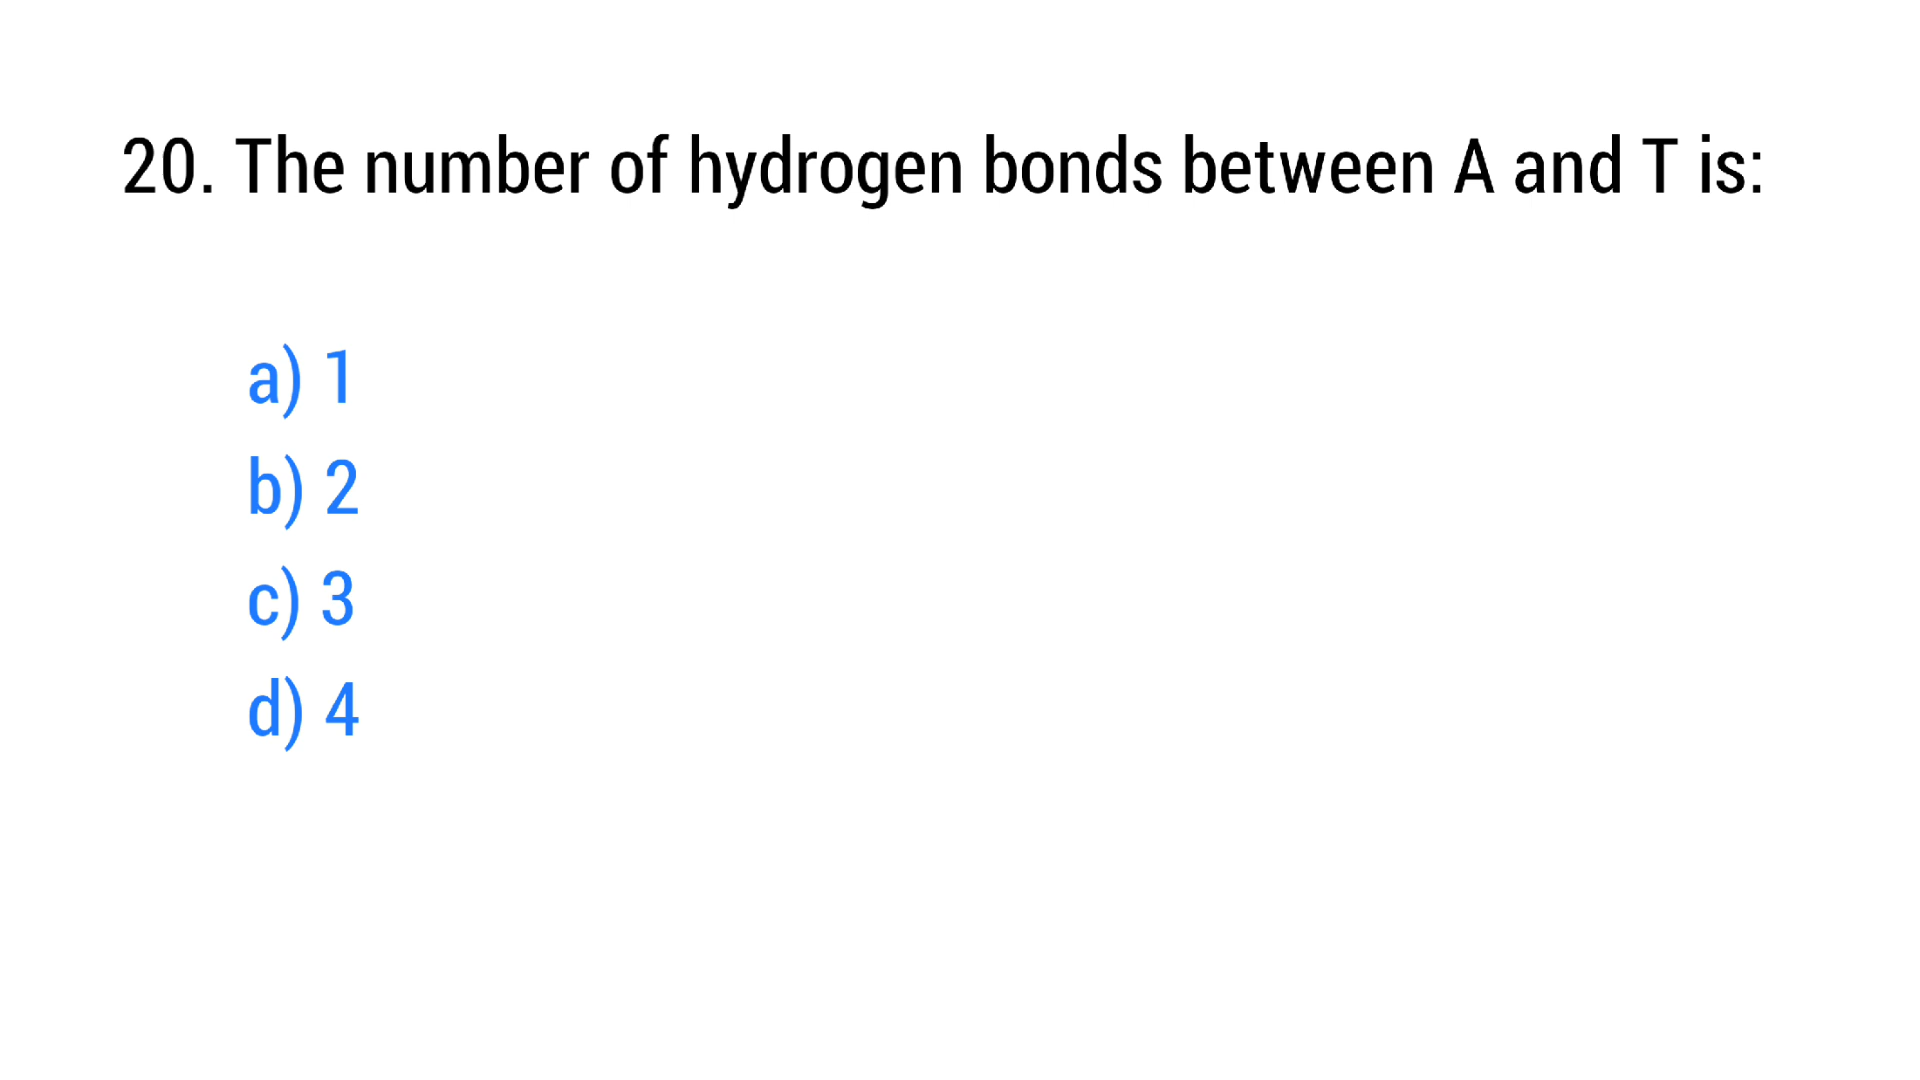 20. The number of hydrogen bonds between A and T is:
a) 1
b) 2
c) 3
d) 4